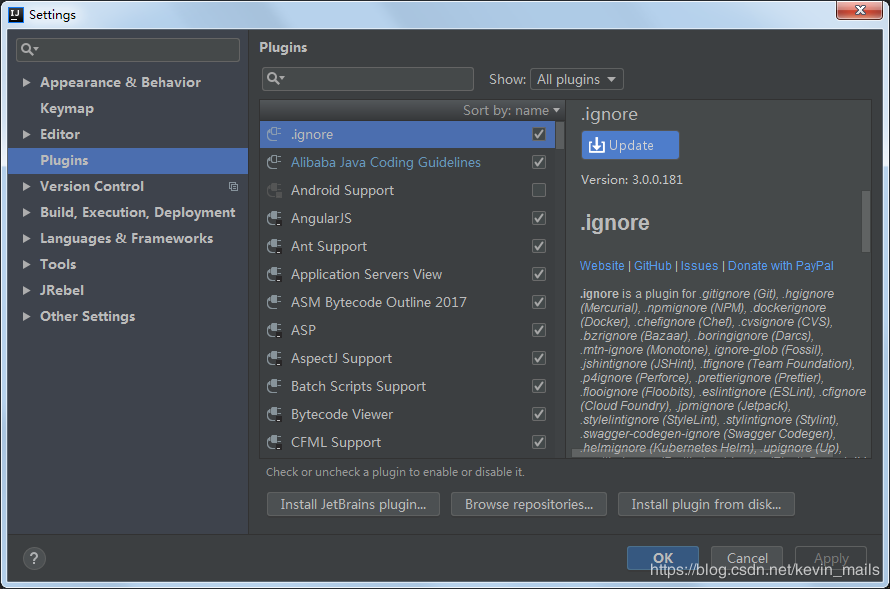 Settings
Appearance & Behavior
Keymap
Editor
Plugins
Version Control
Build, Execution, Deployment
Languages & Frameworks
Tools
JRebel
Other Settings
Plugins
Show: All plugins
Sort by: name
.ignore
Alibaba Java Coding Guidelines
Android Support
AngularJS
Ant Support
Application Servers View
ASM Bytecode Outline 2017
ASP
AspectJ Support
Batch Scripts Support
Bytecode Viewer
CFML Support
.ignore
Update
Version: 3.0.0.181
.ignore
Website | GitHub | Issues | Donate with PayPal
.ignore is a plugin for .gitignore (Git), .hgignore
(Mercurial), .npmignore (NPM), .dockerignore
(Docker), .chefignore (Chef), .cvsignore (CVS),
.bzrignore (Bazaar), .boringignore (Darcs),
.mtn-ignore (Monotone), ignore-glob (Fossil),
.jshintignore (JSHint), .tfignore (Team Foundation),
.p4ignore (Perforce), .prettierignore (Prettier),
.flooignore (Floobits), .eslintignore (ESLint), .cfignore
(Cloud Foundry), .jpmignore (Jetpack),
.stylelintignore (StyleLint), .stylintignore (Stylint),
.swagger-codegen-ignore (Swagger Codegen),
.helmignore (Kubernetes Helm), .upignore (Up),
Check or uncheck a plugin to enable or disable it.
Install JetBrains plugin...
Browse repositories...
Install plugin from disk...
?
OK
Cancel
Apply
https://blog.csdn.net/kevin_mails